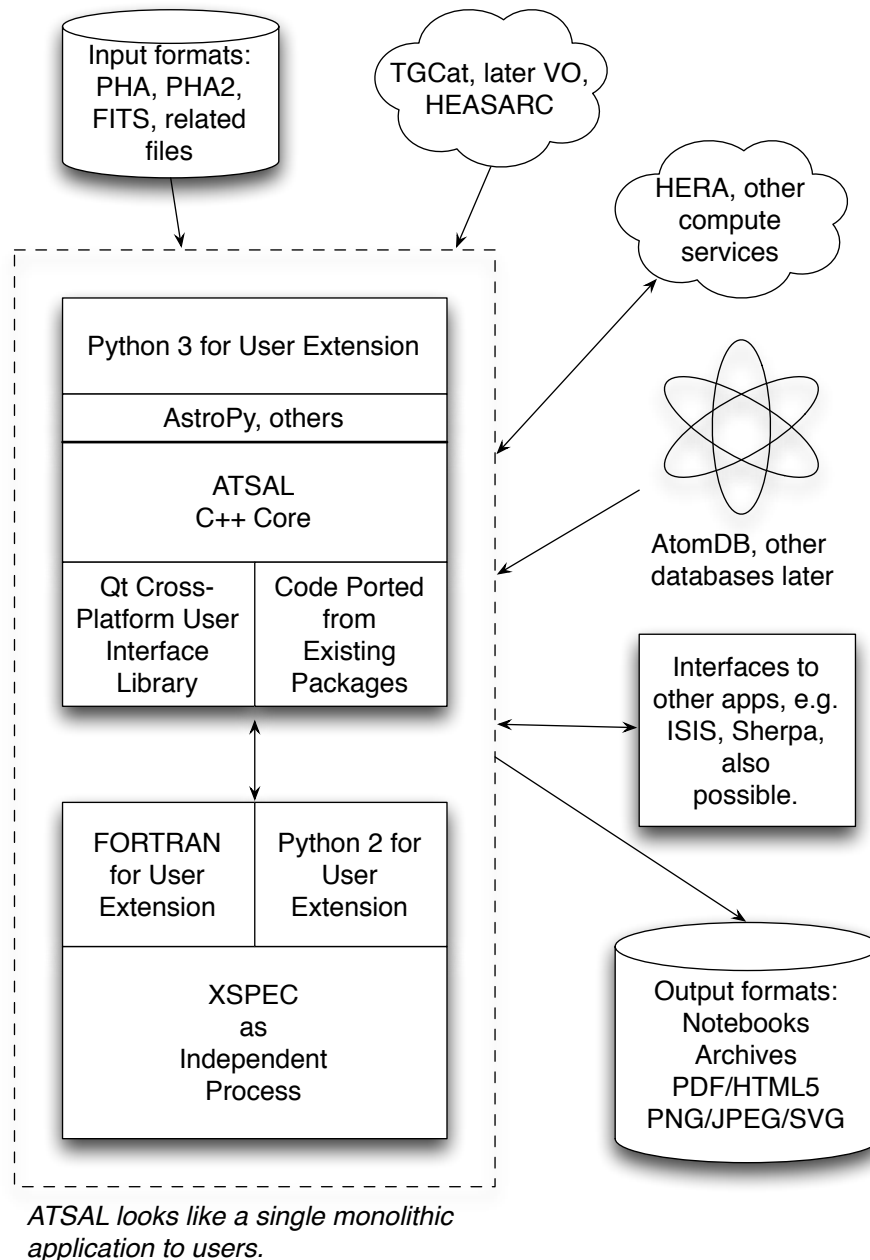 Input formats:
PHA, PHA2,
FITS, related
files
TGCat, later VO,
HEASARC
HERA, other
compute
services
Python 3 for User Extension
AstroPy, others
ATSAL
C++ Core
Qt Cross-
Platform User
Interface
Library
Code Ported
from
Existing
Packages
AtomDB, other
databases later
Interfaces to
other apps, e.g.
ISIS, Sherpa,
also
possible.
FORTRAN
for User
Extension
Python 2 for
User
Extension
XSPEC
as
Independent
Process
Output formats:
Notebooks
Archives
PDF/HTML5
PNG/JPEG/SVG
ATSAL looks like a single monolithic
application to users.